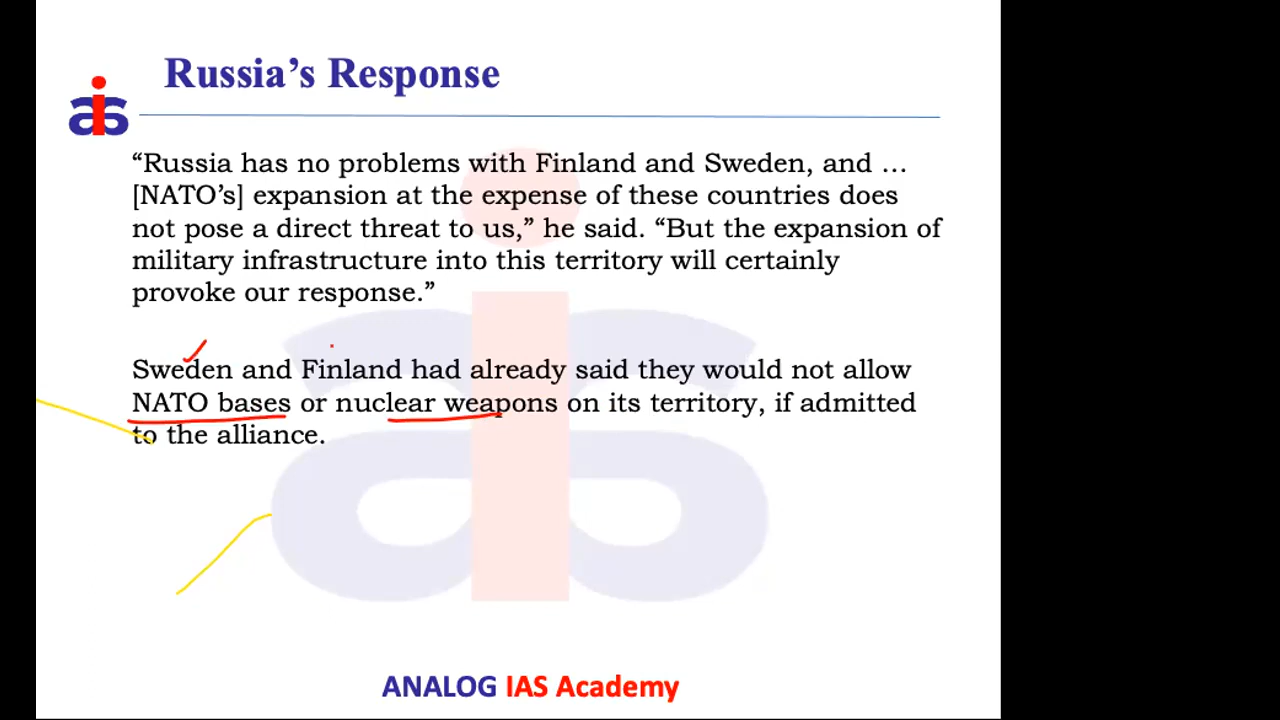 Russia’s Response
“Russia has no problems with Finland and Sweden, and …
[NATO’s] expansion at the expense of these countries does
not pose a direct threat to us,” he said. “But the expansion of
military infrastructure into this territory will certainly
provoke our response.”
Sweden and Finland had already said they would not allow
NATO bases or nuclear weapons on its territory, if admitted
to the alliance.
ANALOG IAS Academy